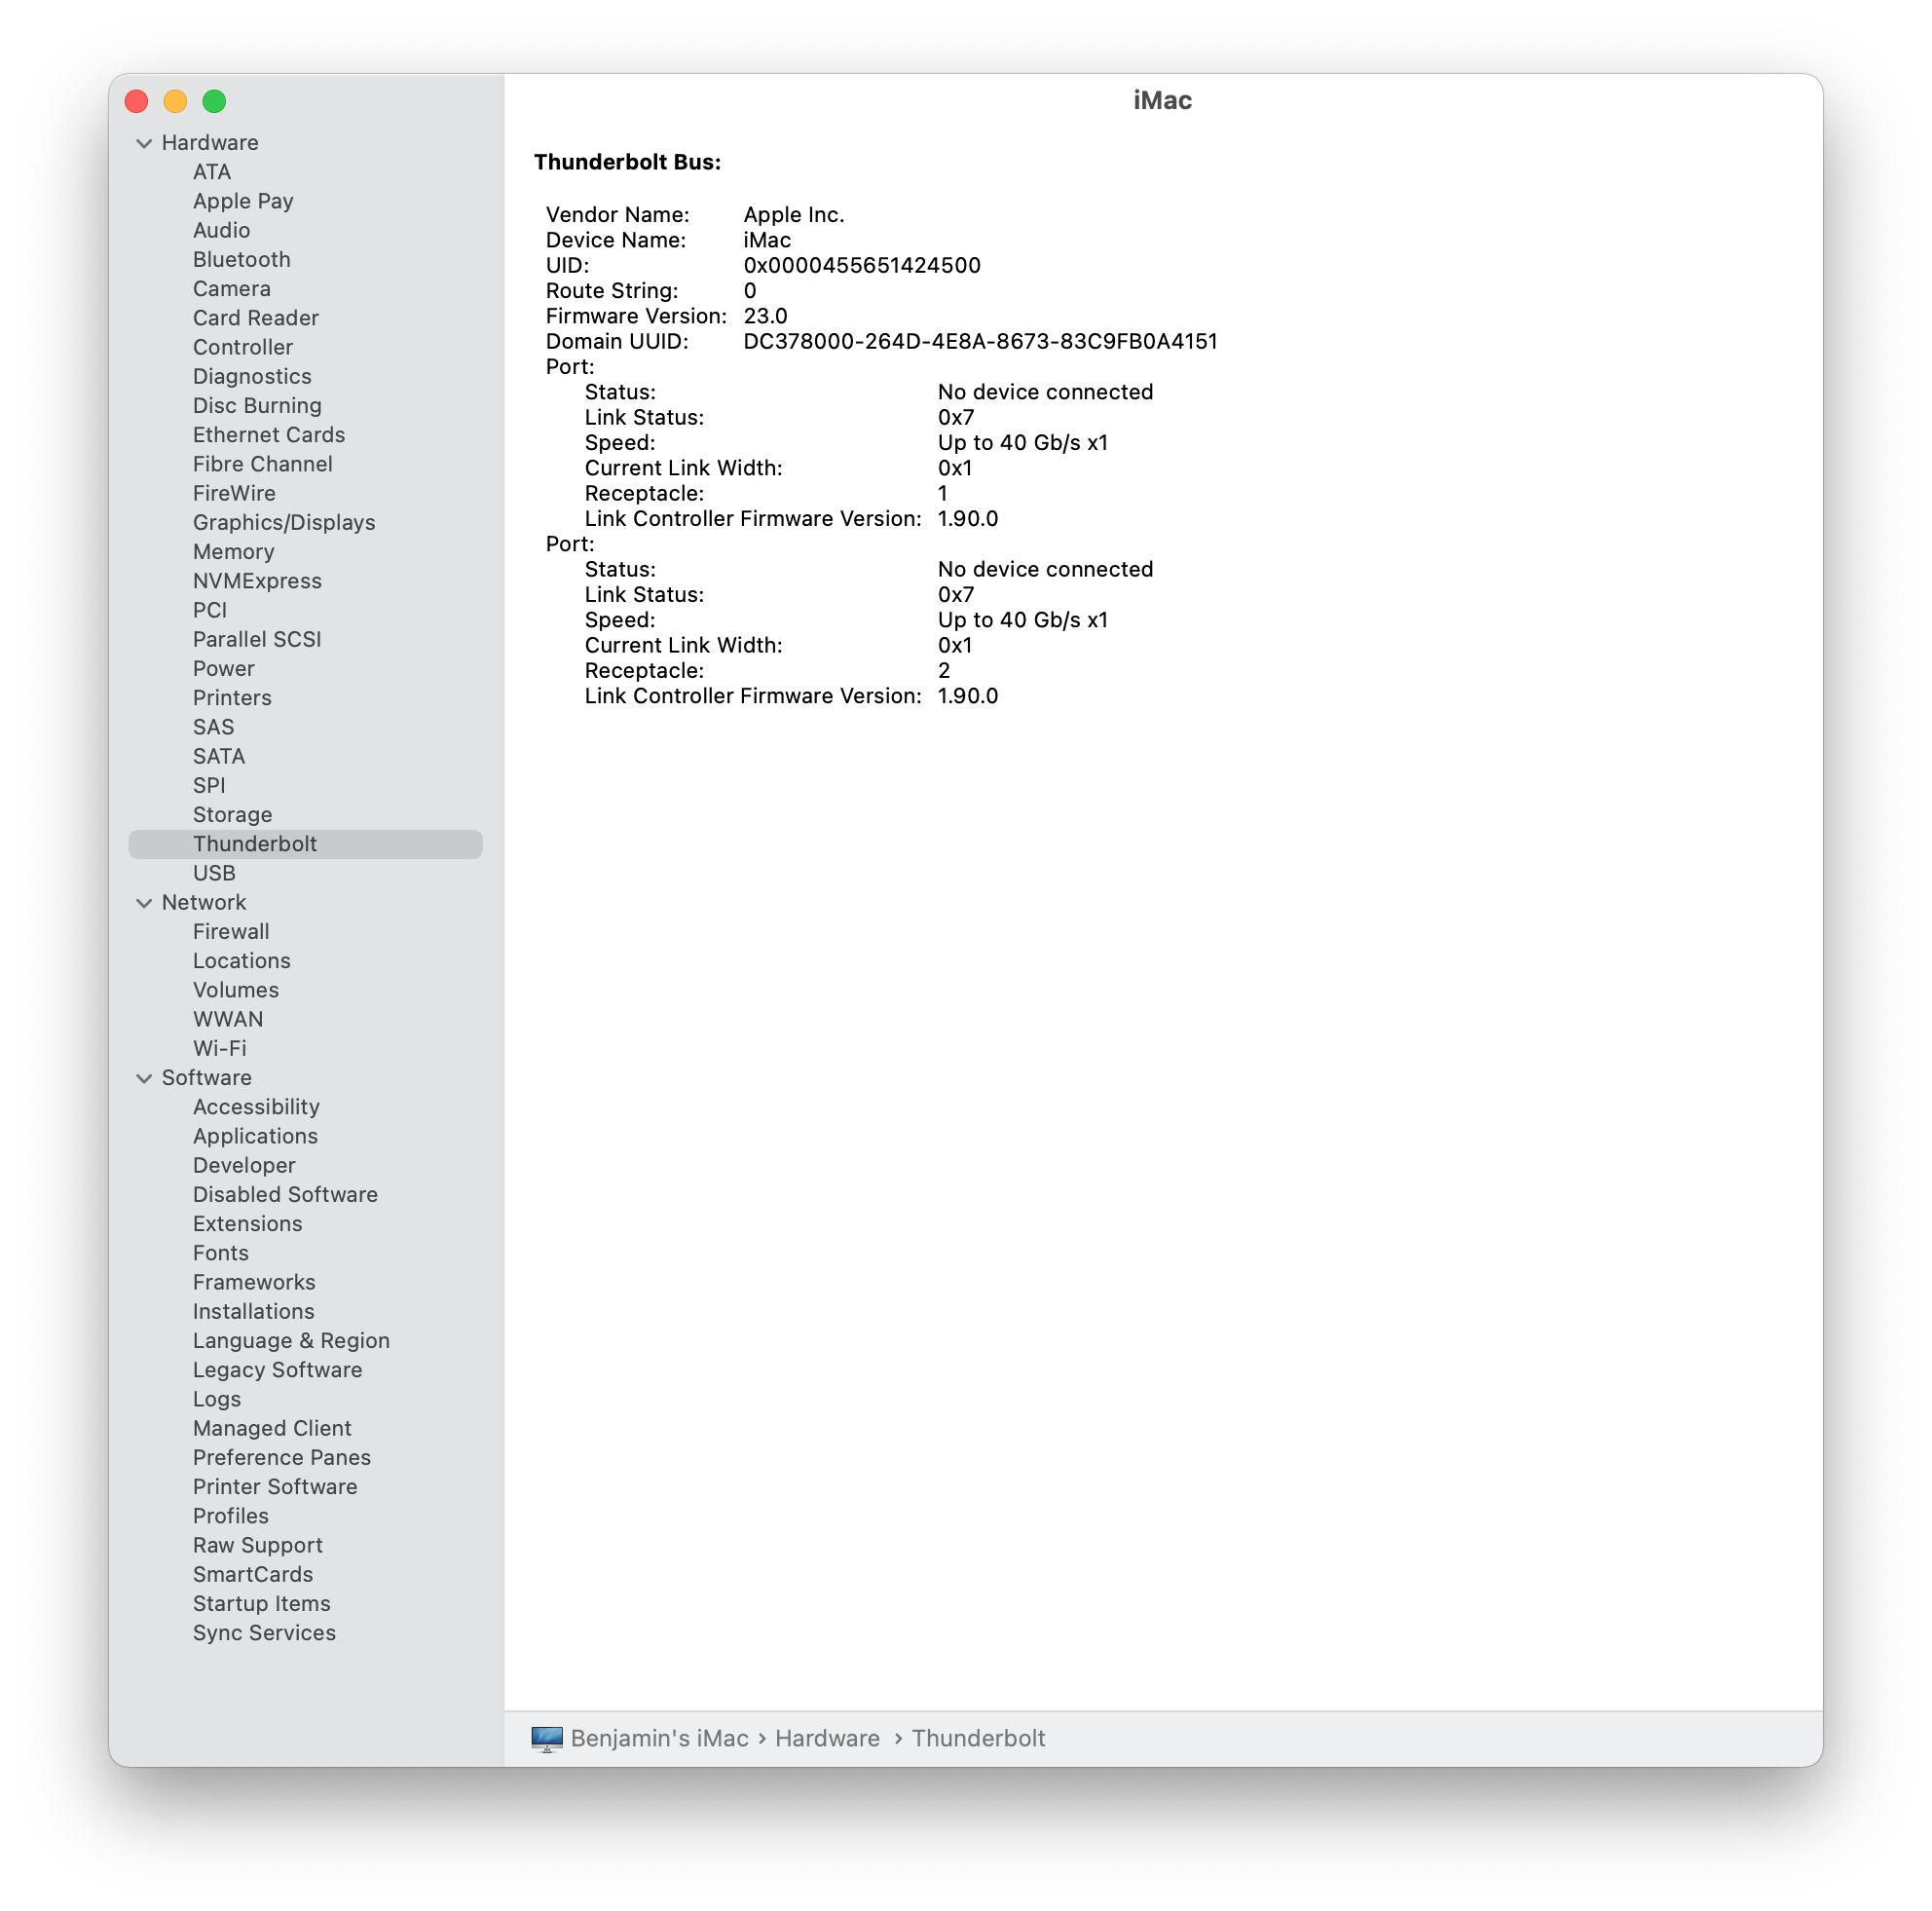 iMac
Hardware
ATA
Apple Pay
Audio
Bluetooth
Camera
Card Reader
Controller
Diagnostics
Disc Burning
Ethernet Cards
Fibre Channel
FireWire
Graphics/Displays
Memory
NVMExpress
PCI
Parallel SCSI
Power
Printers
SAS
SATA
SPI
Storage
Thunderbolt
USB
Network
Firewall
Locations
Volumes
WWAN
Wi-Fi
Software
Accessibility
Applications
Developer
Disabled Software
Extensions
Fonts
Frameworks
Installations
Language & Region
Legacy Software
Logs
Managed Client
Preference Panes
Printer Software
Profiles
Raw Support
SmartCards
Startup Items
Sync Services
Thunderbolt Bus:
Vendor Name: Apple Inc.
Device Name: iMac
UID: 0x0000455651424500
Route String: 0
Firmware Version: 23.0
Domain UUID: DC378000-264D-4E8A-8673-83C9FB0A4151
Port:
Status: No device connected
Link Status: 0x7
Speed: Up to 40 Gb/s x1
Current Link Width: 0x1
Receptacle: 1
Link Controller Firmware Version: 1.90.0
Port:
Status: No device connected
Link Status: 0x7
Speed: Up to 40 Gb/s x1
Current Link Width: 0x1
Receptacle: 2
Link Controller Firmware Version: 1.90.0
Benjamin's iMac › Hardware › Thunderbolt